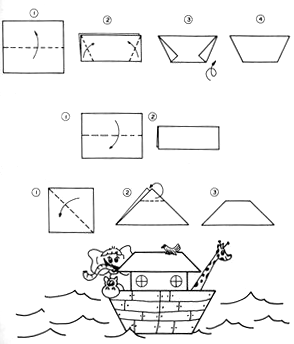 ① ② ③ ④
① ②
① ② ③